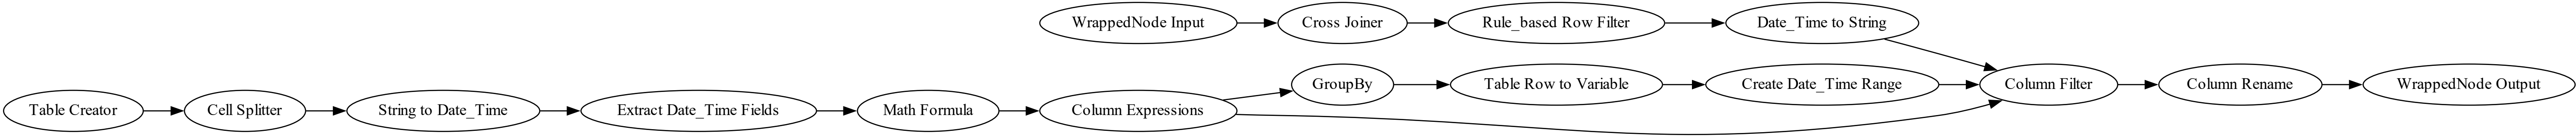 WrappedNode Input
Cross Joiner
Rule_based Row Filter
Date_Time to String
Table Creator
Cell Splitter
String to Date_Time
Extract Date_Time Fields
Math Formula
Column Expressions
GroupBy
Table Row to Variable
Create Date_Time Range
Column Filter
Column Rename
WrappedNode Output